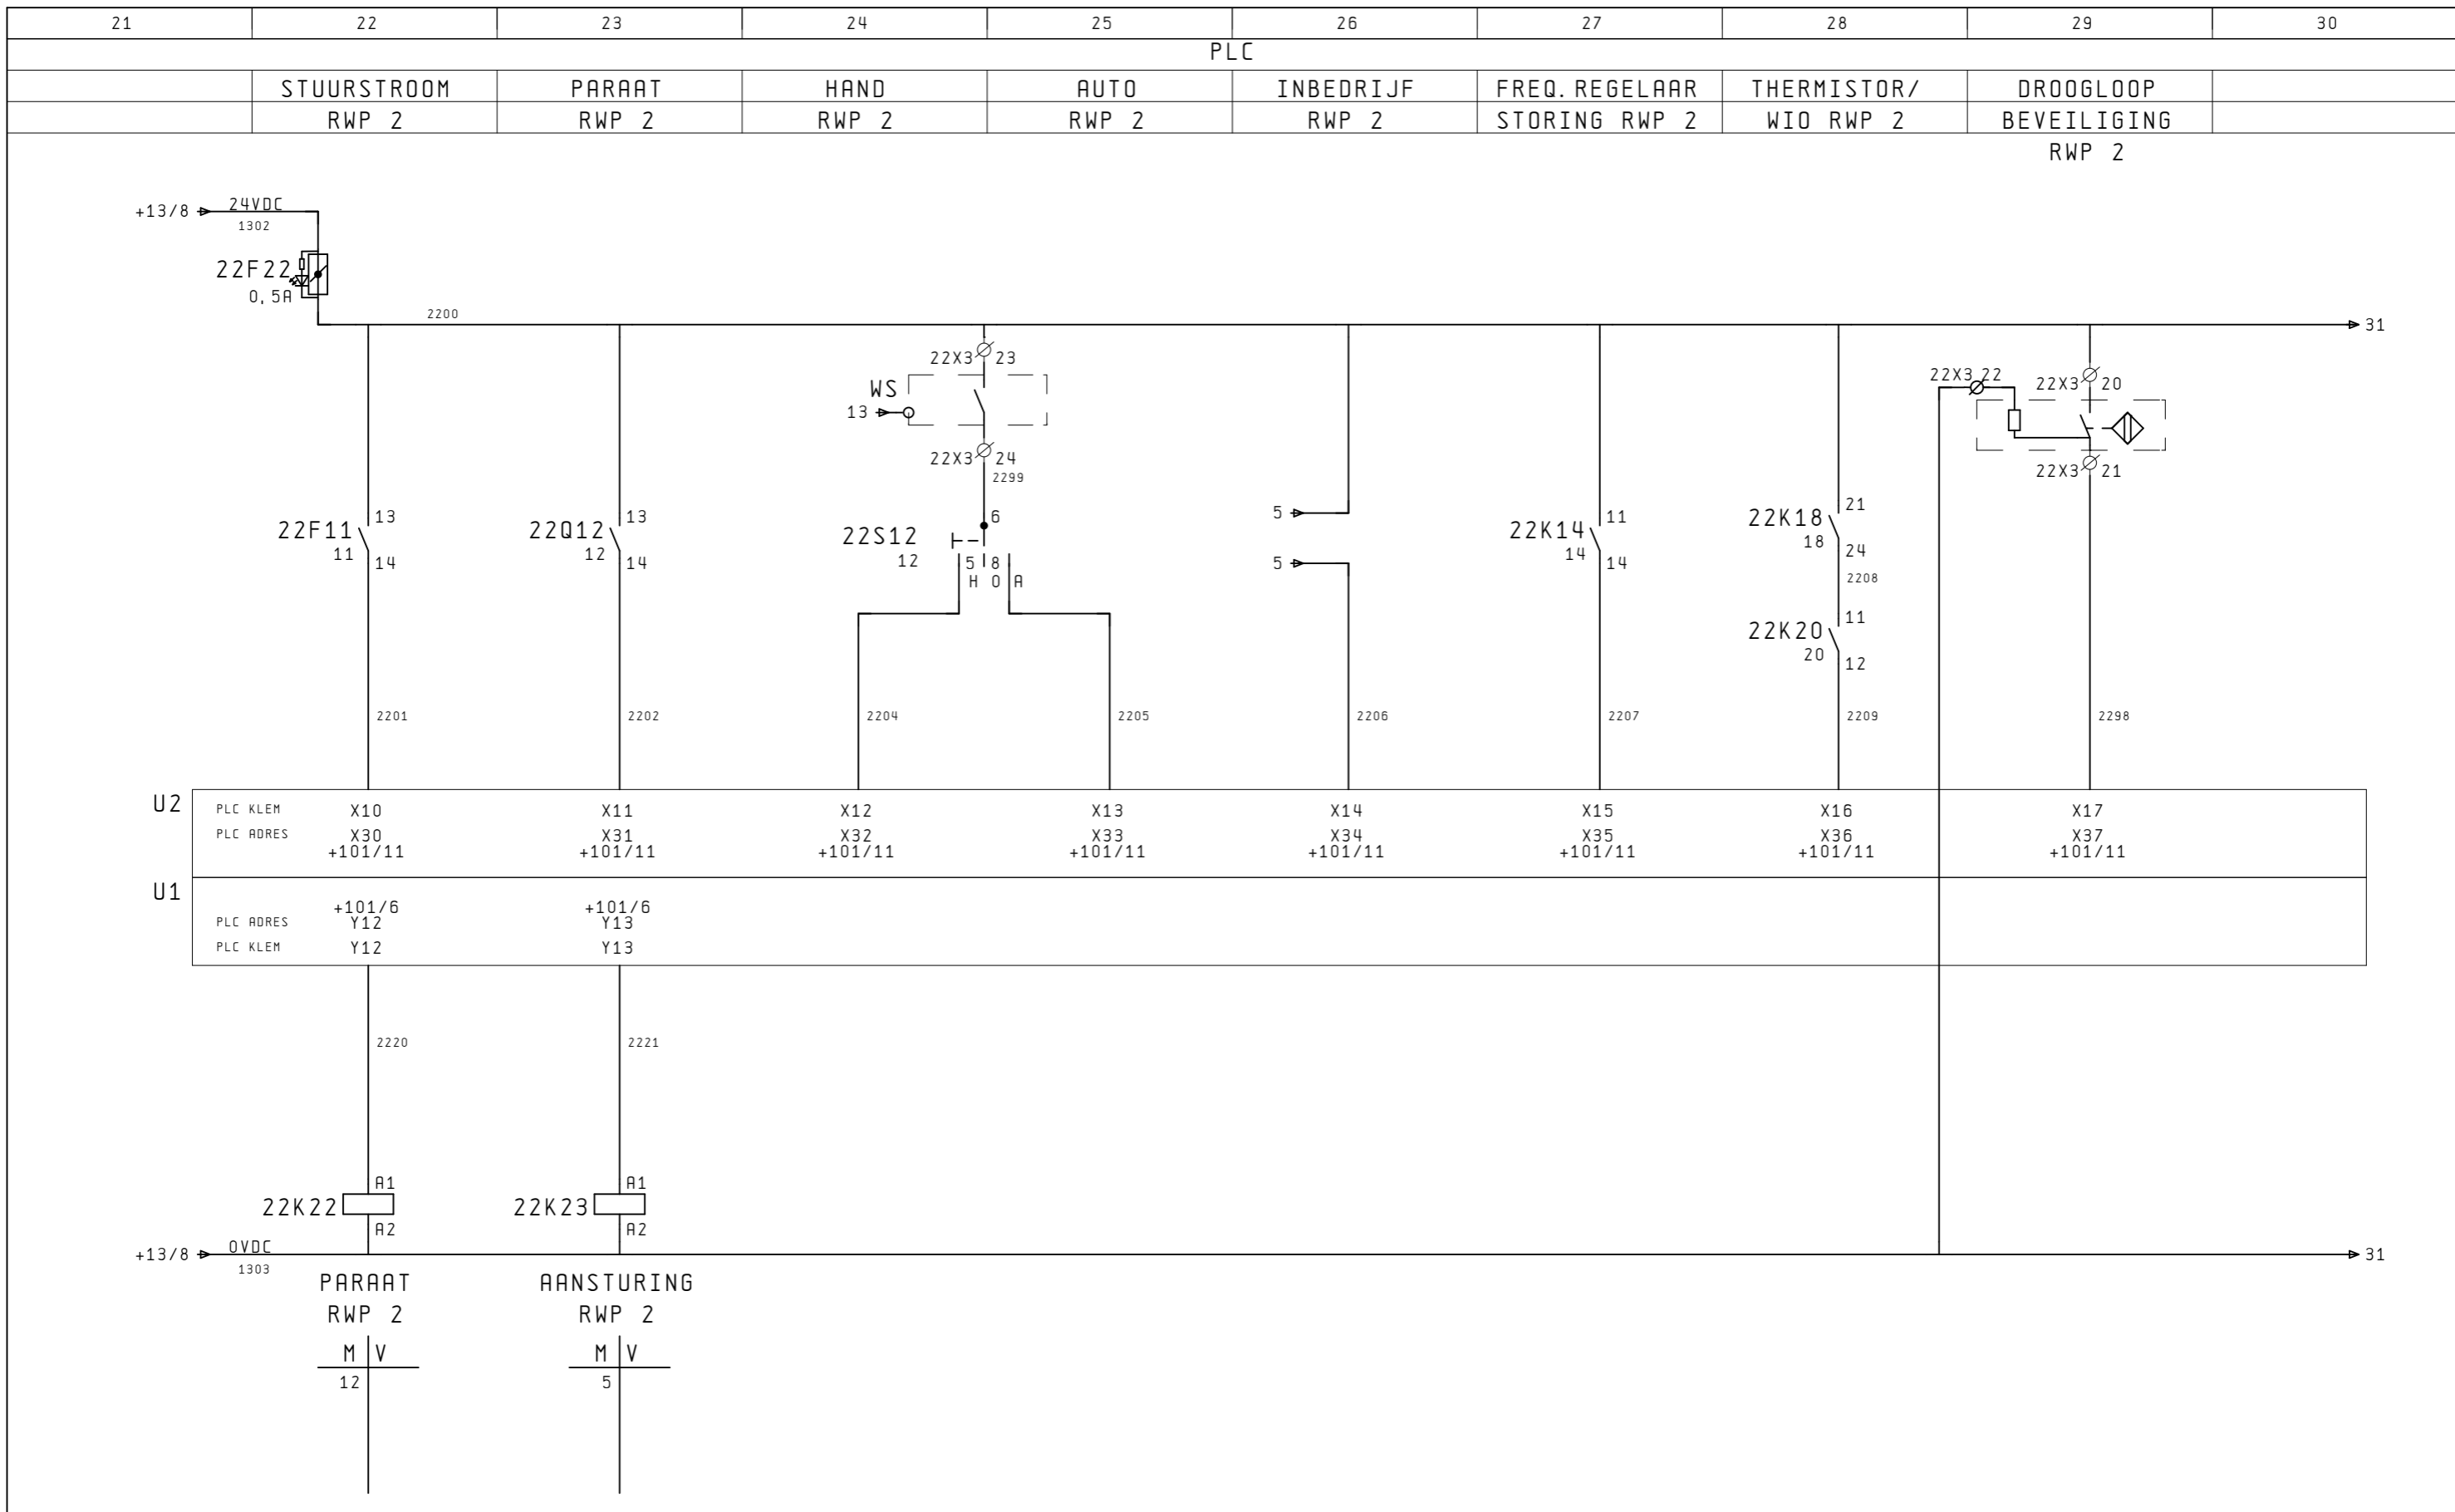 21 22 23 24 25 26 27 28 29 30
PLC
STUURSTROOM PARAAT HAND AUTO INBEDRIJF FREQ.REGELAAR THERMISTOR/ DROOGLOOP
RWP 2 RWP 2 RWP 2 RWP 2 RWP 2 STORING RWP 2 WIO RWP 2 BEVEILIGING
RWP 2
+13/8 24VDC
1302
22F22
0,5A
2200
31
22X3 23
22X3 22 22X3 20
WS
13
22X3 24
22X3 21
2299
13 13 6 5 11 21
22F11 22Q12 22S12 22K14 22K18
11 12 12 14 18
14 14 5 8 5 14 24
H O A
2208
11
22K20
20
12
2201 2202 2204 2205 2206 2207 2209 2298
U2
PLC KLEM X10 X11 X12 X13 X14 X15 X16 X17
PLC ADRES X30 X31 X32 X33 X34 X35 X36 X37
+101/11 +101/11 +101/11 +101/11 +101/11 +101/11 +101/11 +101/11
U1
+101/6 +101/6
PLC ADRES Y12 Y13
PLC KLEM Y12 Y13
2220 2221
A1 A1
22K22 22K23
A2 A2
+13/8 0VDC 31
1303
PARAAT AANSTURING
RWP 2 RWP 2
M V M V
12 5